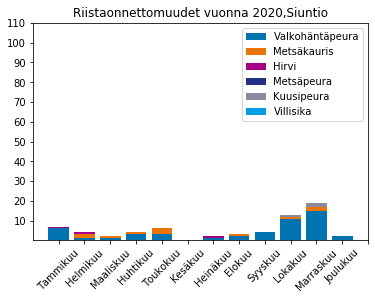 Riistaonnettomuudet vuonna 2020,Siuntio
Valkohäntäpeura
Metsäkauris
Hirvi
Metsäpeura
Kuusipeura
Villisika
110
100
90
80
70
60
50
40
30
20
10
Tammikuu
Helmikuu
Maaliskuu
Huhtikuu
Toukokuu
Kesäkuu
Heinäkuu
Elokuu
Syyskuu
Lokakuu
Marraskuu
Joulukuu